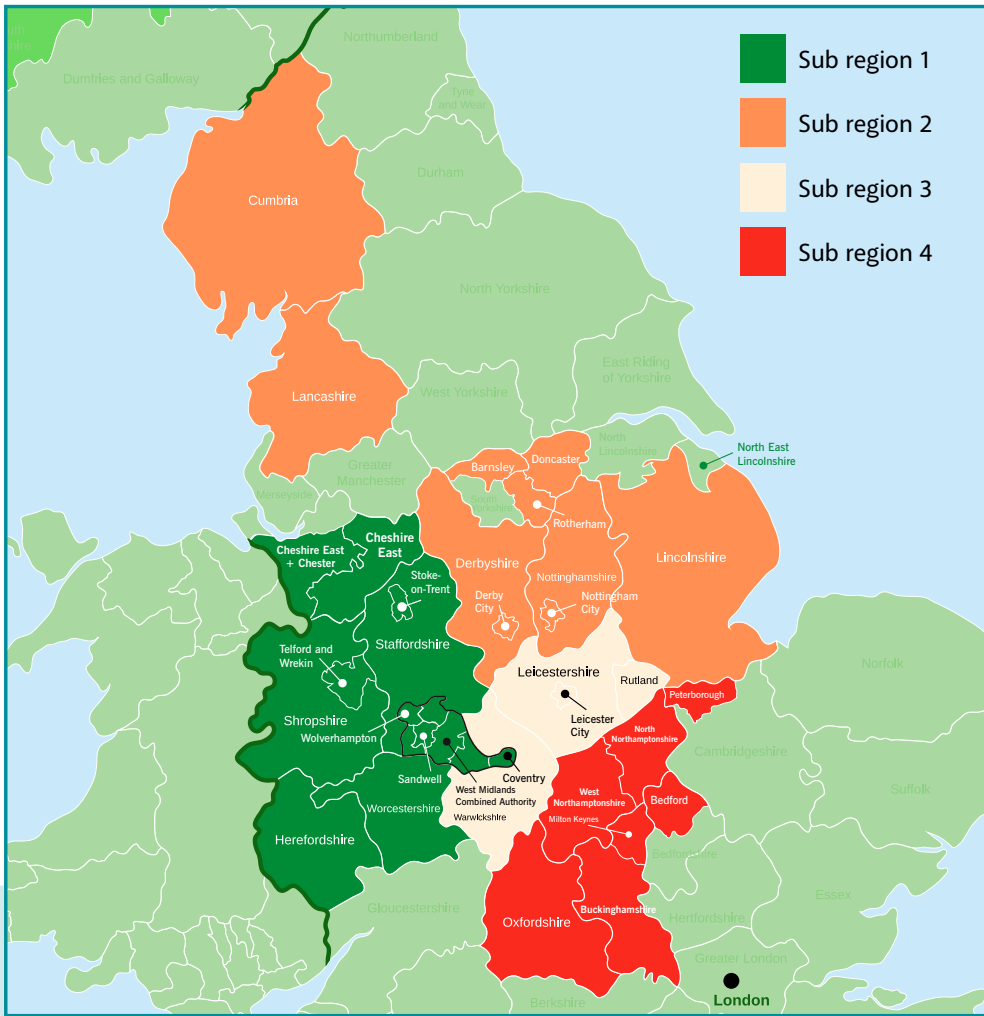 Sub region 1
Sub region 2
Sub region 3
Sub region 4
Northumberland
Dumfries and Galloway
Tyne
and Wear
Durham
Cumbria
North Yorkshire
East Riding
of Yorkshire
West Yorkshire
Lancashire
North
Lincolnshire
North East
Lincolnshire
Greater
Manchester
Merseyside
Barnsley
Doncaster
South
Yorkshire
Rotherham
Cheshire East
+ Chester
Cheshire
East
Stoke-
on-Trent
Derbyshire
Nottinghamshire
Lincolnshire
Derby
City
Nottingham
City
Staffordshire
Telford and
Wrekin
Leicestershire
Rutland
Norfolk
Peterborough
Shropshire
Wolverhampton
Leicester
City
North
Northamptonshire
Cambridgeshire
Sandwell
West Midlands
Combined Authority
Coventry
Suffolk
Worcestershire
Warwickshire
West
Northamptonshire
Bedford
Milton Keynes
Herefordshire
Bedfordshire
Gloucestershire
Oxfordshire
Buckinghamshire
Hertfordshire
Essex
Greater London
London
Berkshire